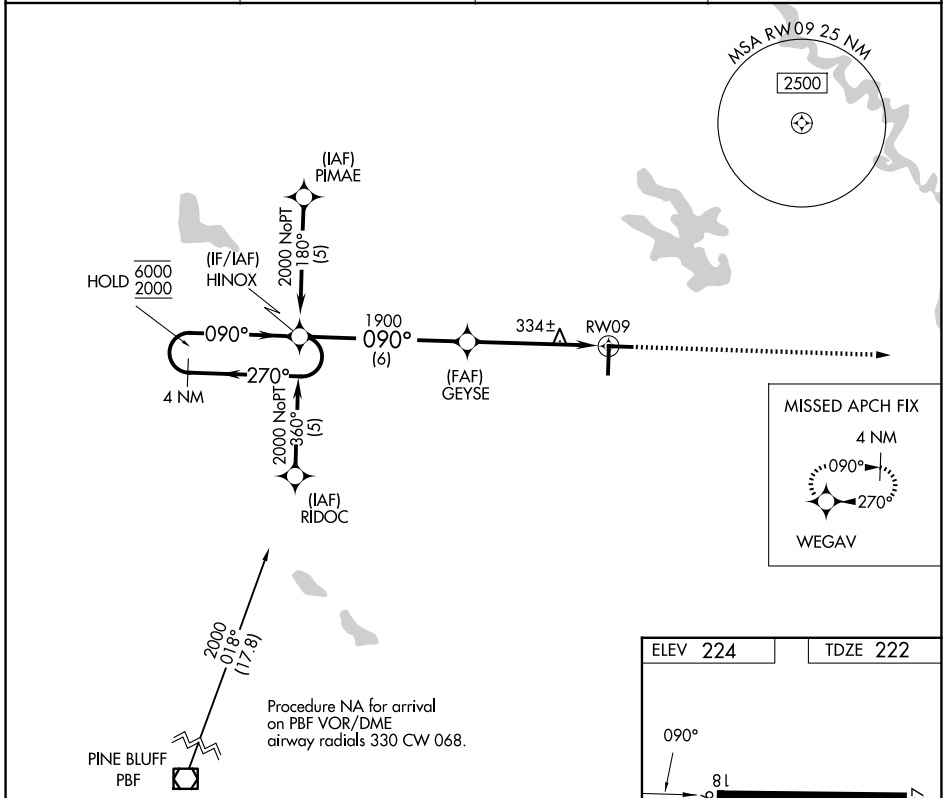 MSA RW09 25 NM
2500
(IAF)
PIMAE
2000 NoPT
180°
(5)
(IF/IAF)
HINOX
HOLD 6000
2000
090°
270°
4 NM
1900
090°
(6)
(FAF)
GEYSE
334±
RW09
2000 NoPT
360°
(5)
(IAF)
RIDOC
MISSED APCH FIX
4 NM
090°
270°
WEGAV
2000
018°
(17.8)
Procedure NA for arrival
on PBF VOR/DME
airway radials 330 CW 068.
PINE BLUFF
PBF
ELEV 224
TDZE 222
090°
18